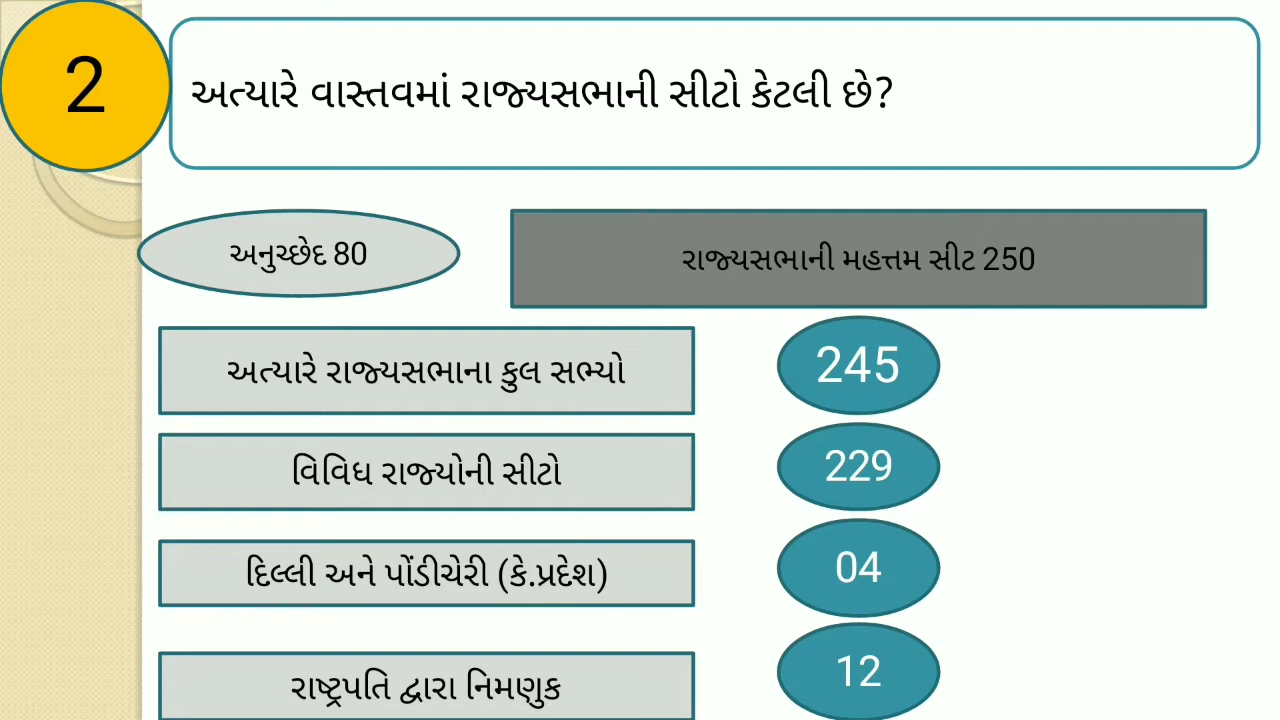 2
અત્યારે વાસ્તવમાં રાજ્યસભાની સીટો કેટલી છે?
અનુચ્છેદ 80
રાજ્યસભાની મહત્તમ સીટ 250
અત્યારે રાજ્યસભાના કુલ સભ્યો
245
વિવિધ રાજ્યોની સીટો
229
દિલ્લી અને પોંડીચેરી (કે.પ્રદેશ)
04
રાષ્ટ્રપતિ દ્વારા નિમણુક
12